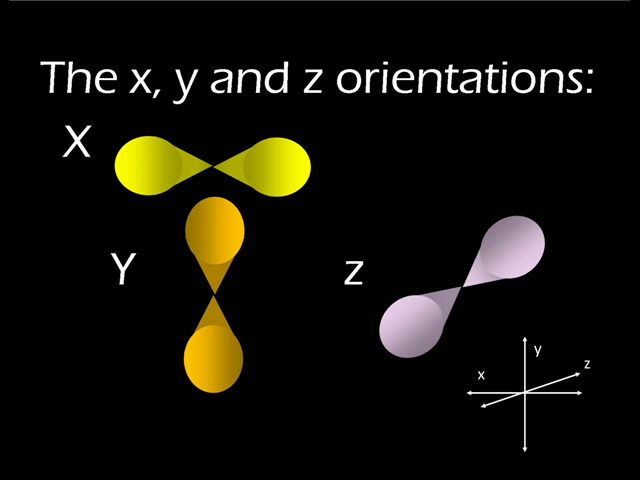 The x, y and z orientations:
X
Y
z
y
x
z